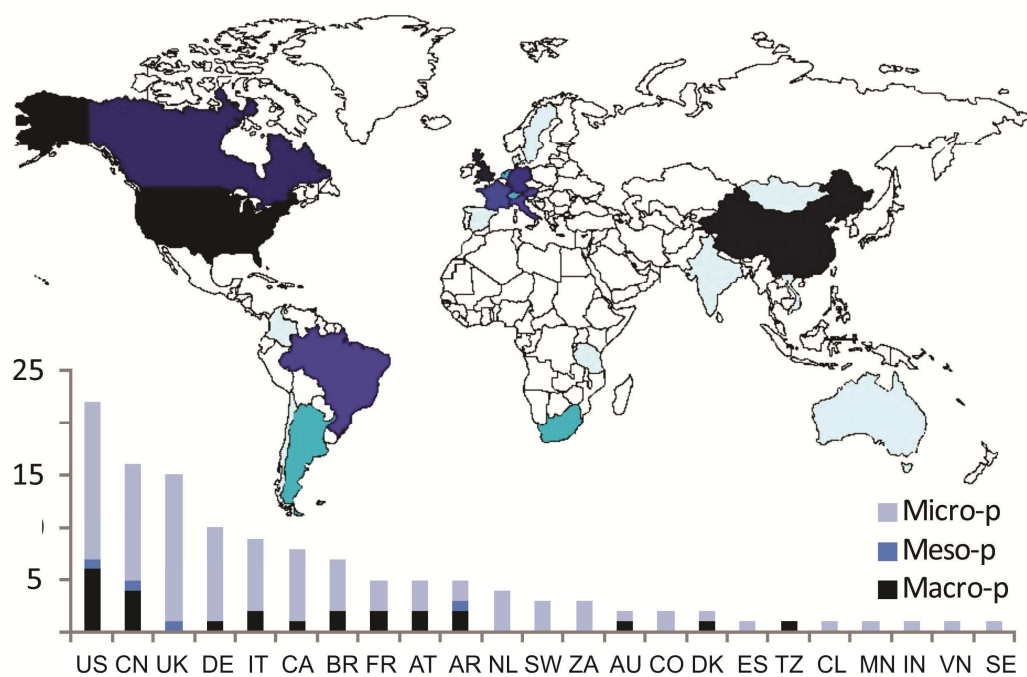 25
15
5
Micro-p
Meso-p
Macro-p
US CN UK DE IT CA BR FR AT AR NL SW ZA AU CO DK ES TZ CL MN IN VN SE